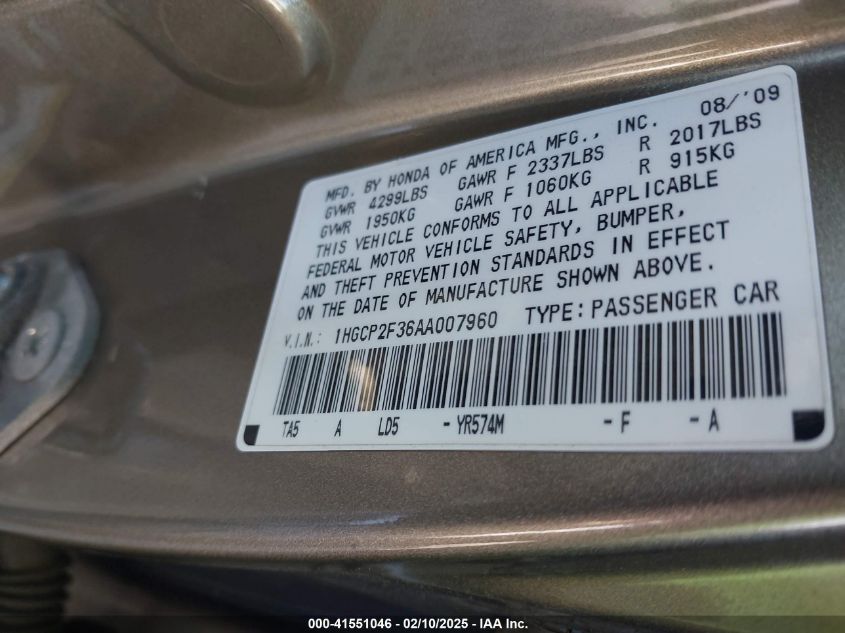 MFD. BY HONDA OF AMERICA MFG., INC. 08/'09
GVWR 4299LBS GAWR F 2337LBS R 2017LBS
GVWR 1950KG GAWR F 1060KG R 915KG
THIS VEHICLE CONFORMS TO ALL APPLICABLE
FEDERAL MOTOR VEHICLE SAFETY, BUMPER,
AND THEFT PREVENTION STANDARDS IN EFFECT
ON THE DATE OF MANUFACTURE SHOWN ABOVE.
V.I.N.: 1HGCP2F36AA007960 TYPE:PASSENGER CAR
TA5 A LD5 -YR574M -F -A
000-41551046 - 02/10/2025 - IAA Inc.